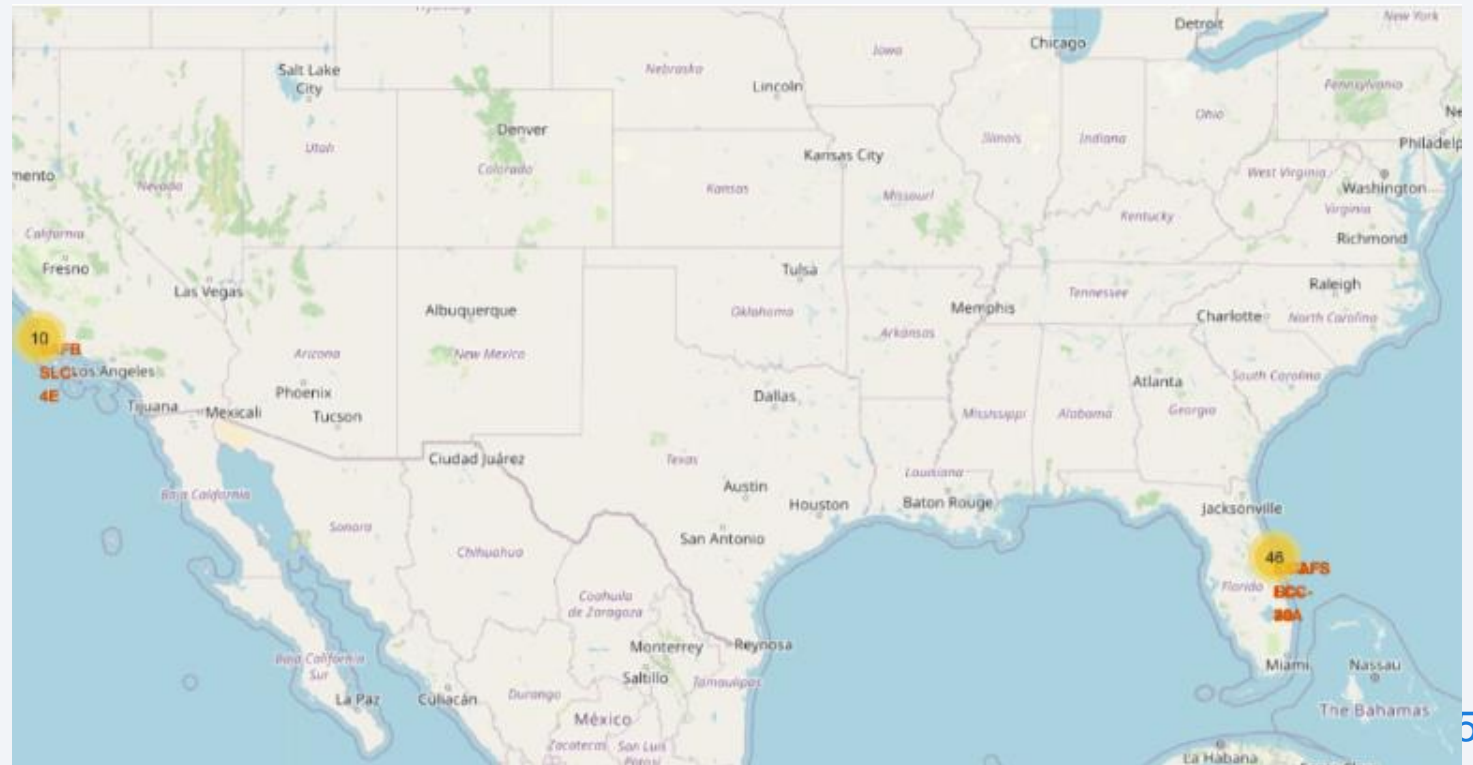 Detroit
New York
Chicago
Iowa
Salt Lake
City
Nebraska
Lincoln
Pennsylvania
Ohio
Denver
Illinois
Indiana
Philadelp
Utah
Kansas City
Colorado
mento
Nevada
Kansas
Missouri
West Virginia
Washington
Virginia
Kentucky
California
Richmond
Fresno
Las Vegas
Tulsa
Raleigh
Tennessee
Albuquerque
Oklahoma
Memphis
Charlotte
North Carolina
10
Arkansas
Arizona
New Mexico
Los Angeles
SLC-
4E
South Carolina
Atlanta
Phoenix
Dallas
Tijuana
Mexicali
Tucson
Mississippi
Alabama
Georgia
Ciudad Juárez
Texas
Louisiana
Austin
Baja California
Houston
Baton Rouge
Jacksonville
Sonora
San Antonio
Chihuahua
46
Florida
Coahuila
de Zaragoza
Monterrey
Reynosa
Baja California
Sur
Saltillo
Tamaulipas
Miami
Nassau
La Paz
Culiacán
Durango
The Bahamas
México
Zacatecas
San Luis
Potosí
La Habana